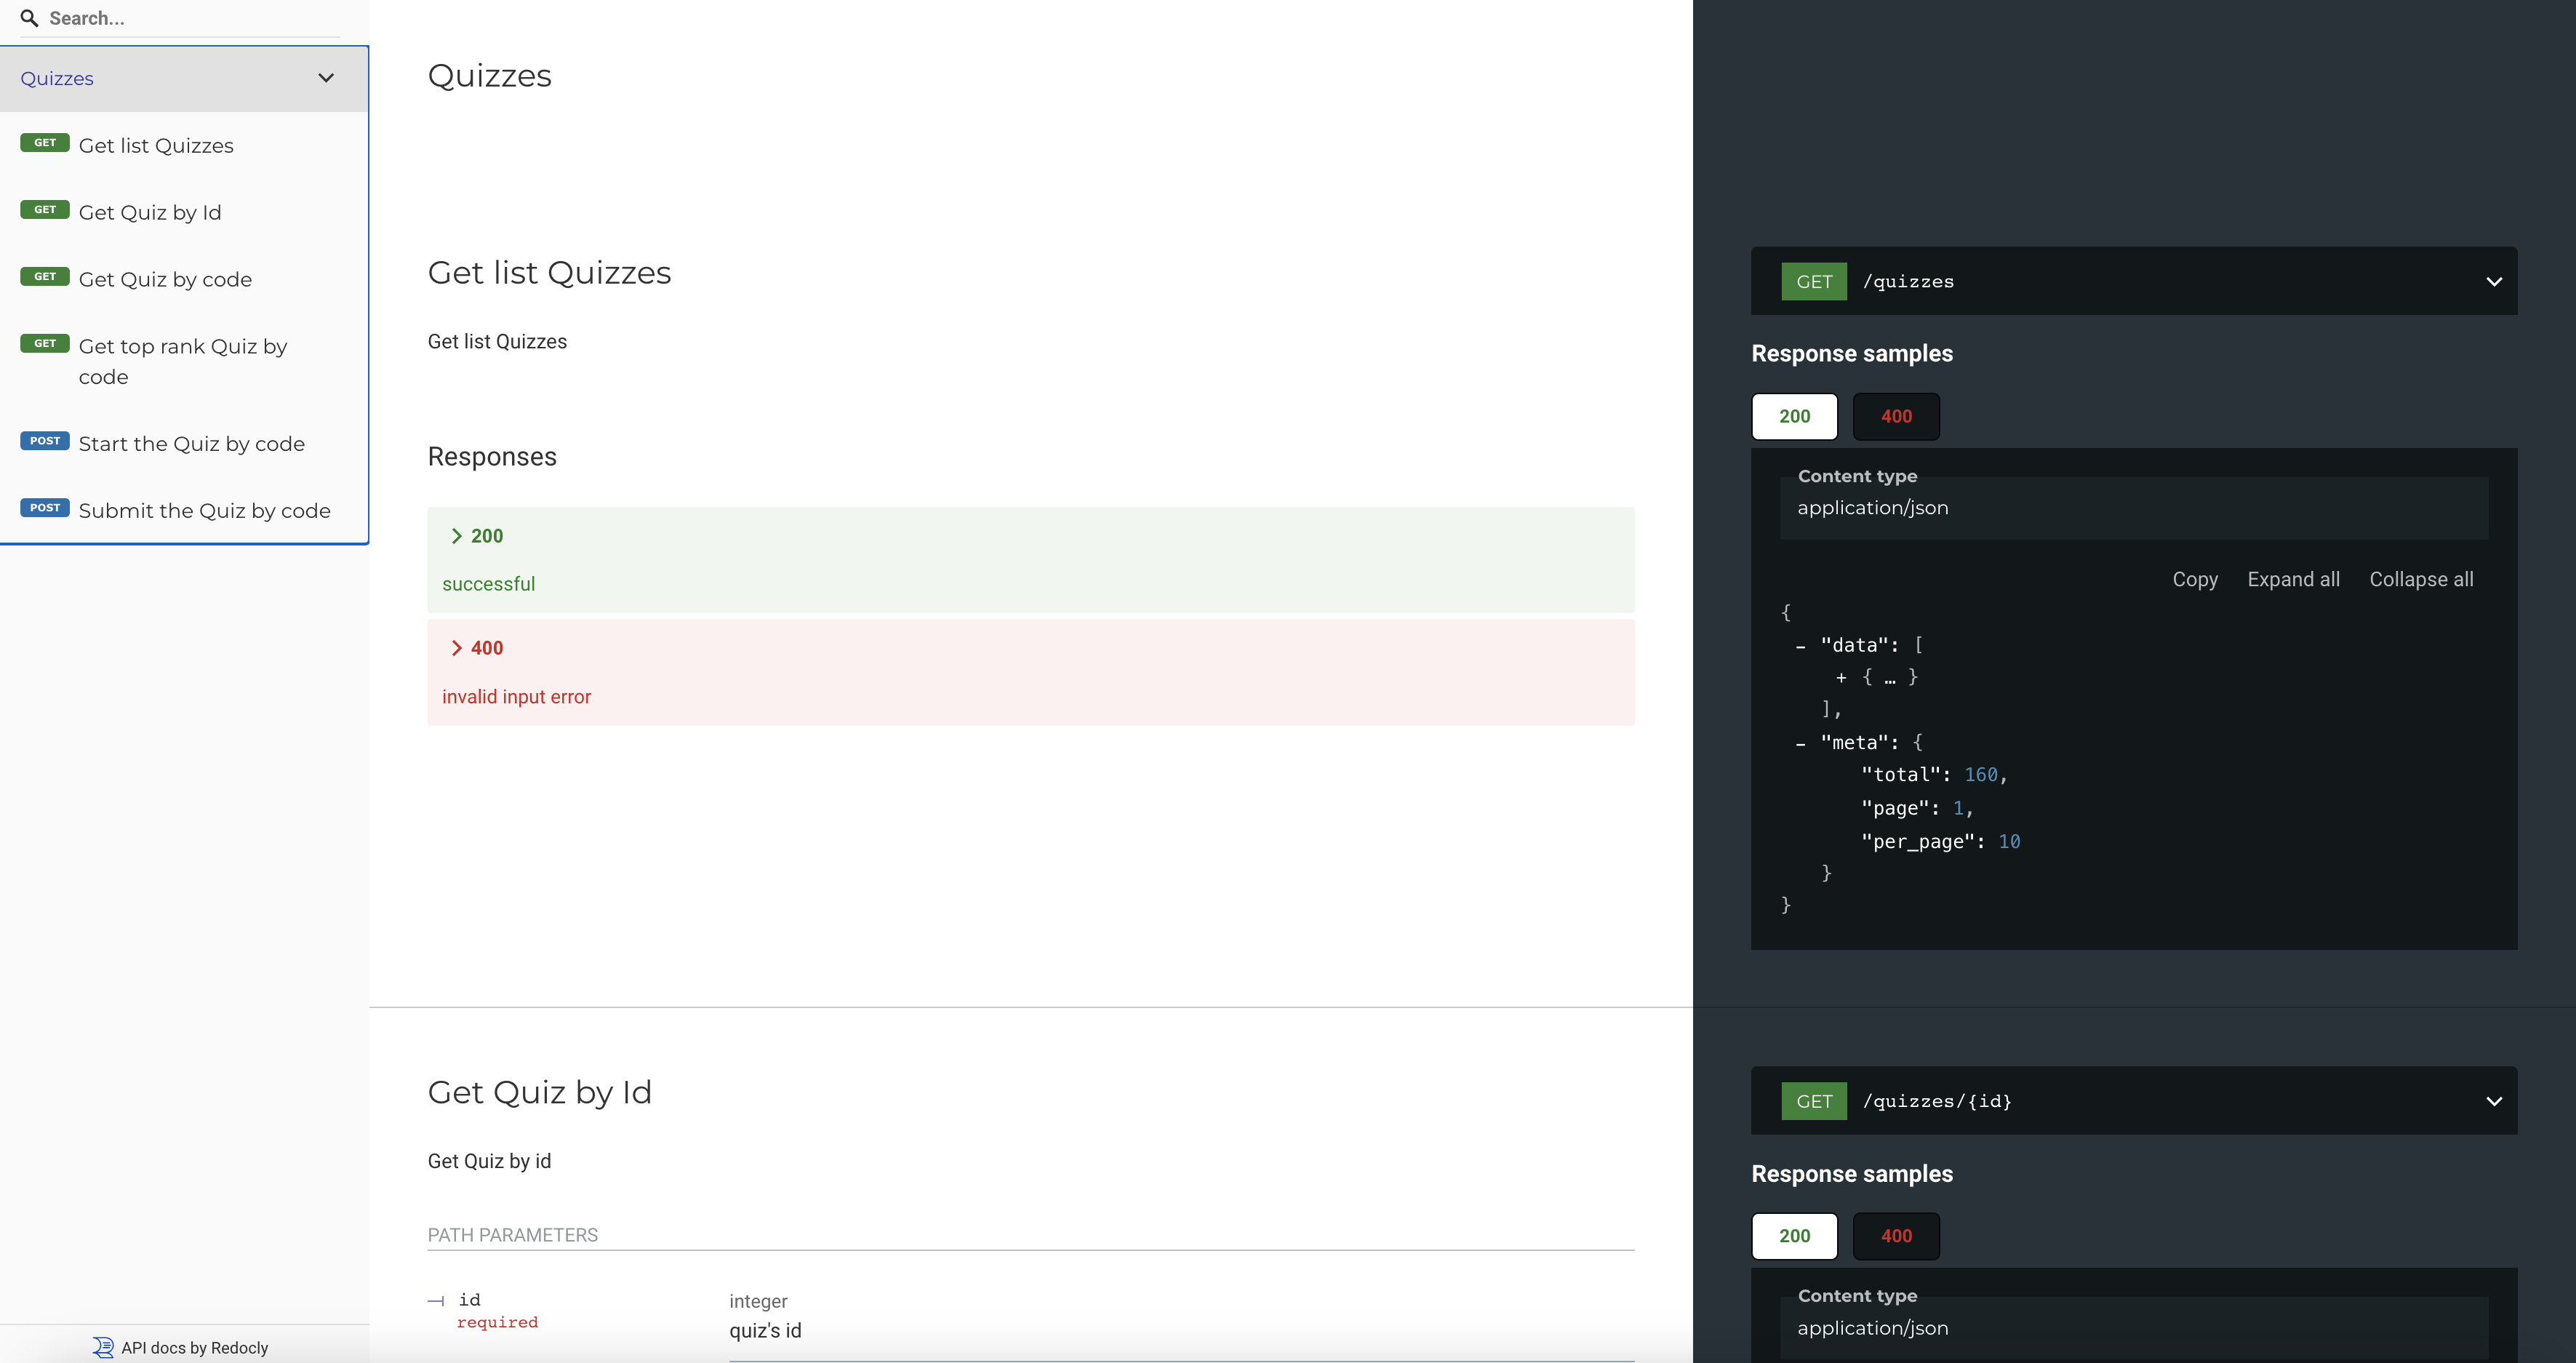 Search...
Quizzes
GET Get list Quizzes
GET Get Quiz by Id
GET Get Quiz by code
GET Get top rank Quiz by
code
POST Start the Quiz by code
POST Submit the Quiz by code
API docs by Redocly
Quizzes
Get list Quizzes
Get list Quizzes
Responses
200
successful
400
invalid input error
Get Quiz by Id
Get Quiz by id
PATH PARAMETERS
id
required
integer
quiz's id
GET /quizzes
Response samples
200 400
Content type
application/json
Copy Expand all Collapse all
{
- "data": [
+ { … }
],
- "meta": {
"total": 160,
"page": 1,
"per_page": 10
}
}
GET /quizzes/{id}
Response samples
200 400
Content type
application/json